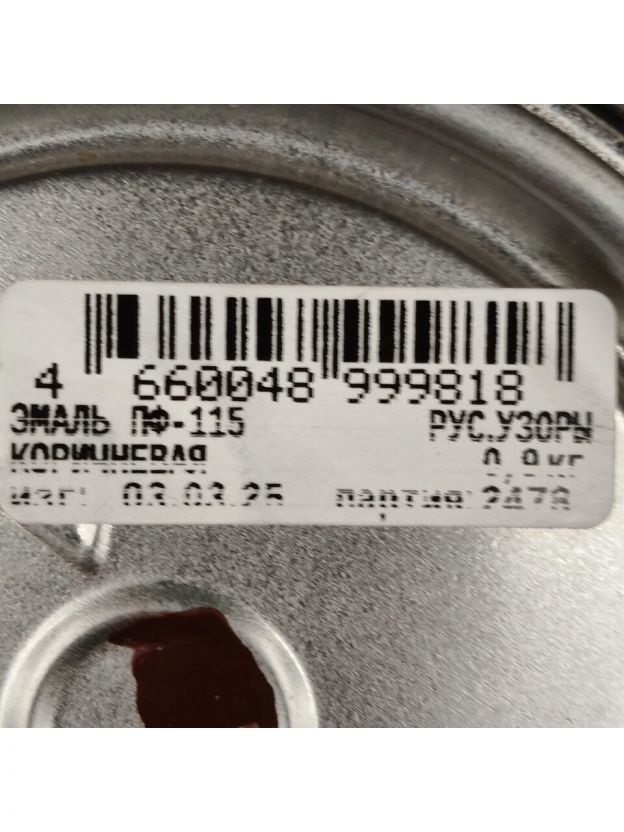 4 660048 999818
ЭМАЛЬ ПФ-115 РУС.УЗОРЫ
КОРИЧНЕВАЯ 0,9кг
изг: 03.03.25 партия: